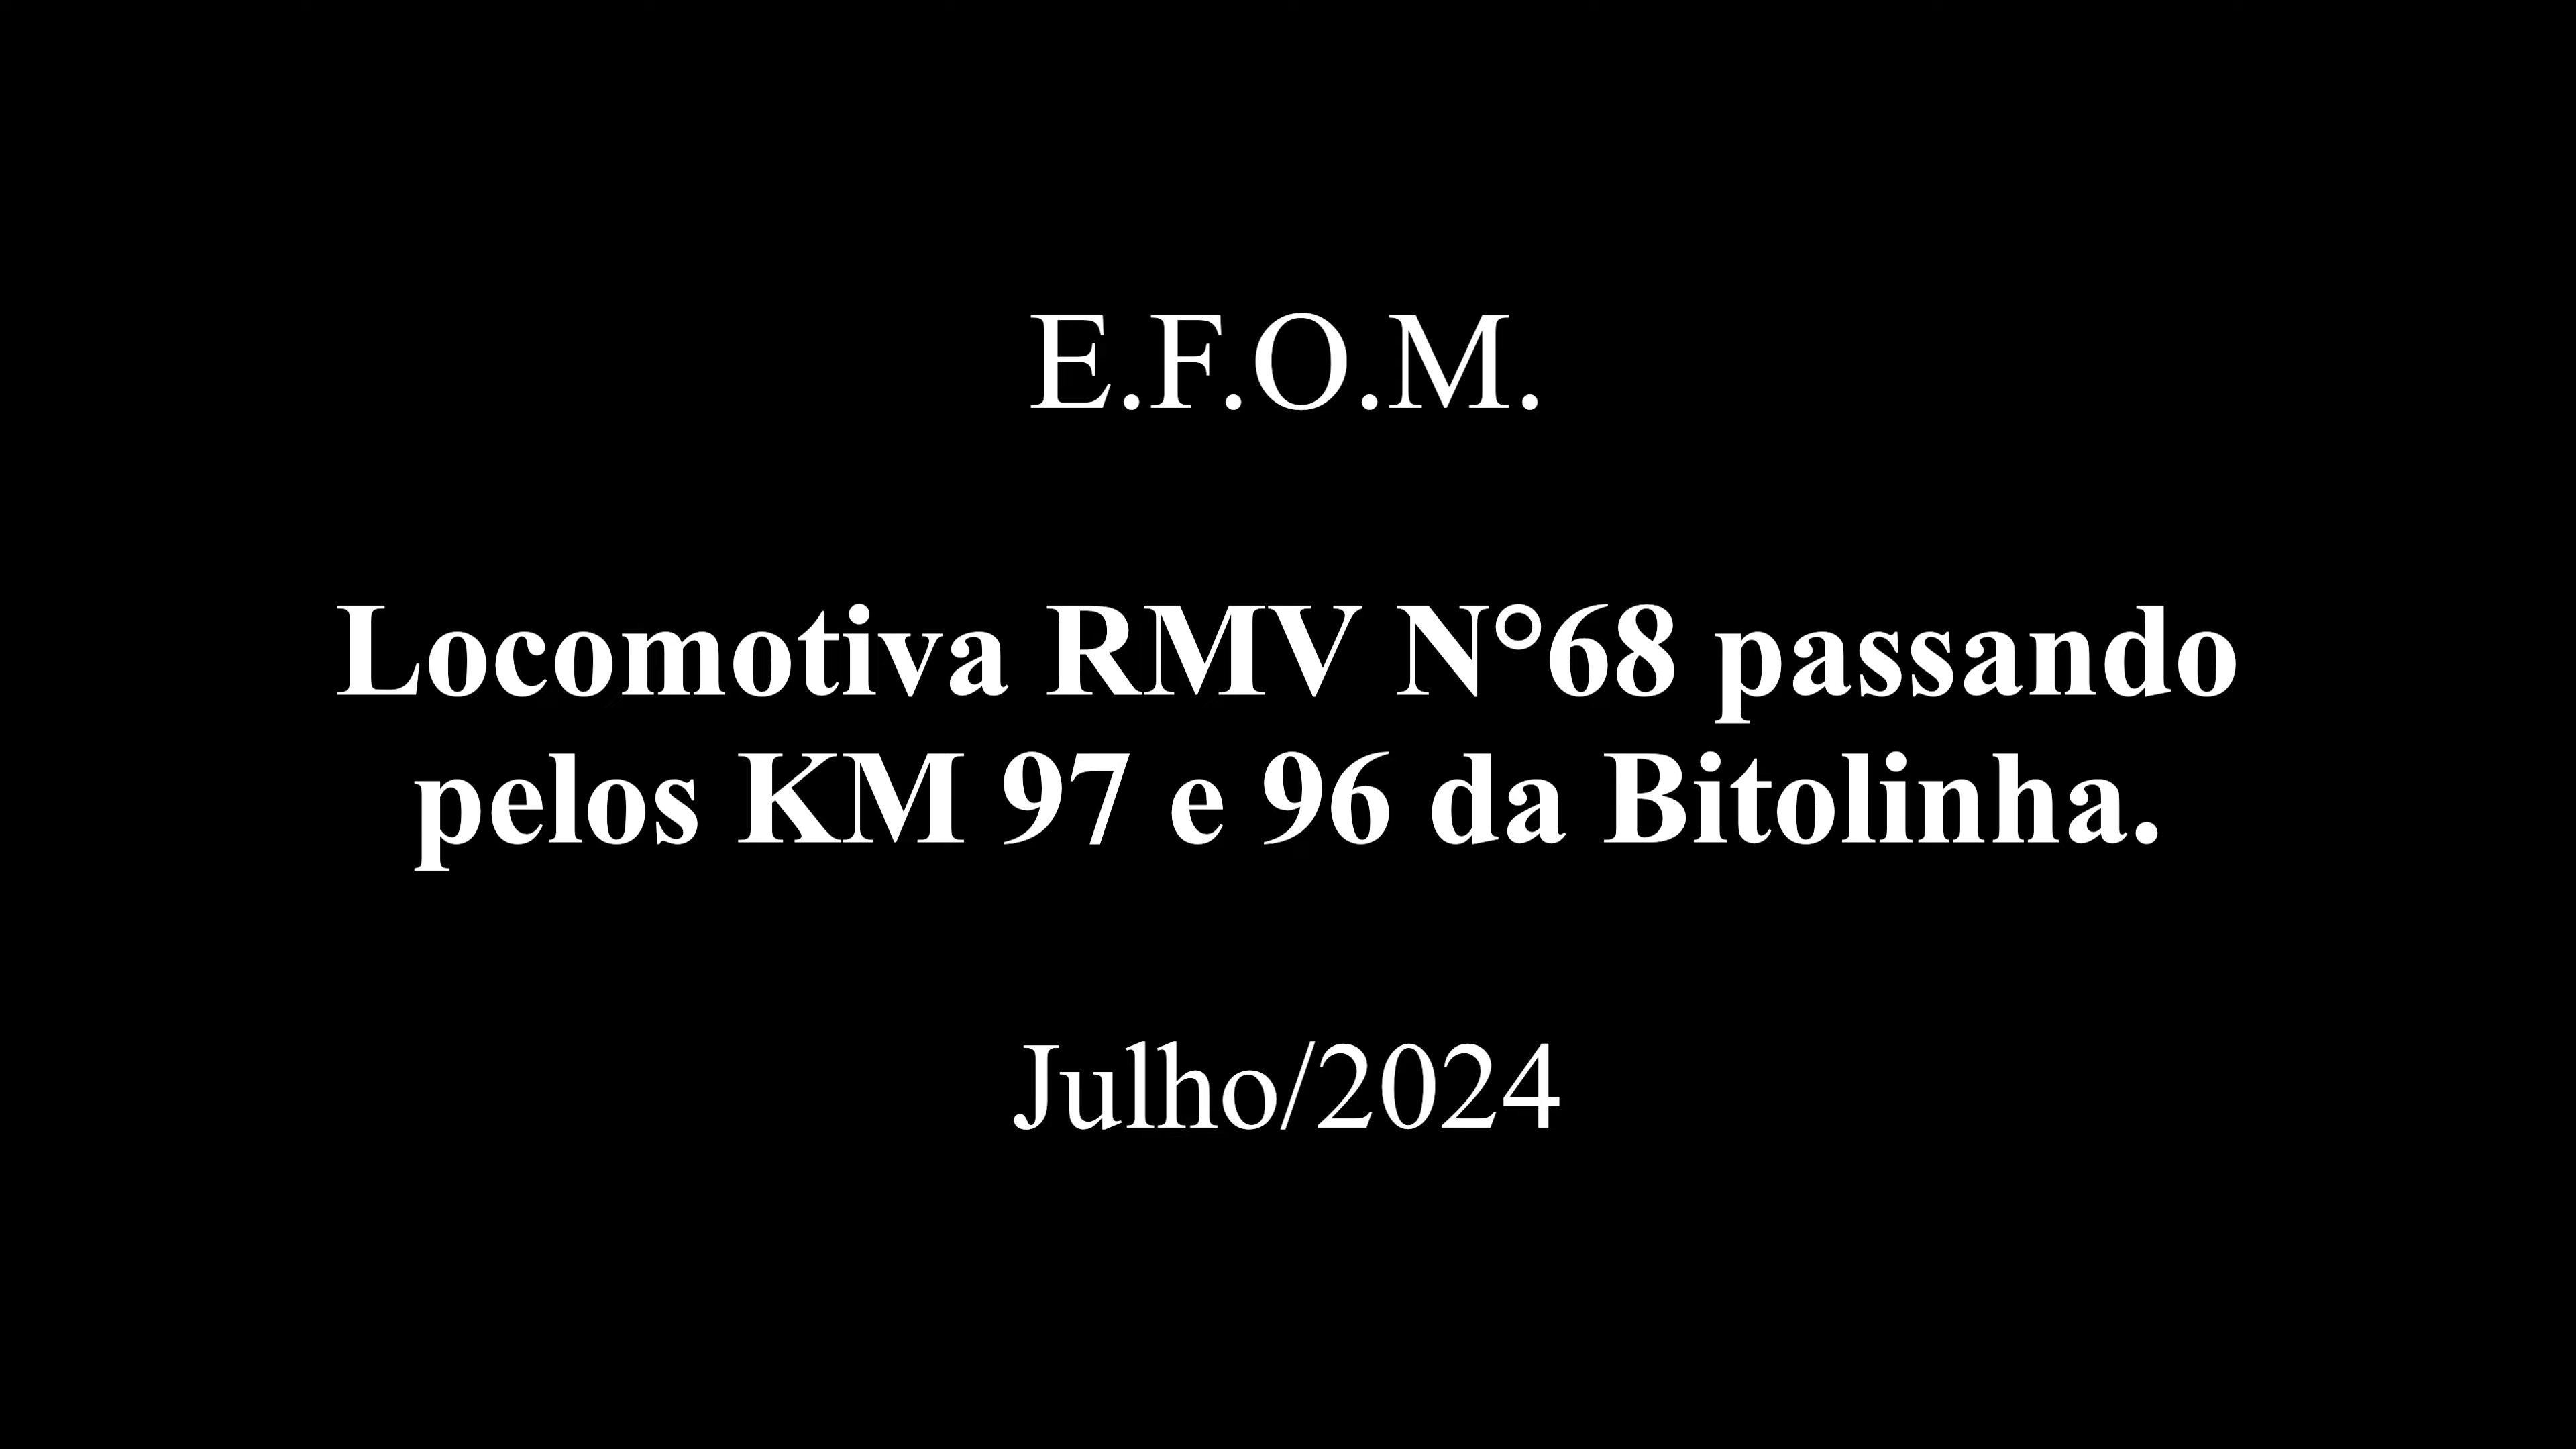 E.F.O.M.
Locomotiva RMV N°68 passando
pelos KM 97 e 96 da Bitolinha.
Julho/2024